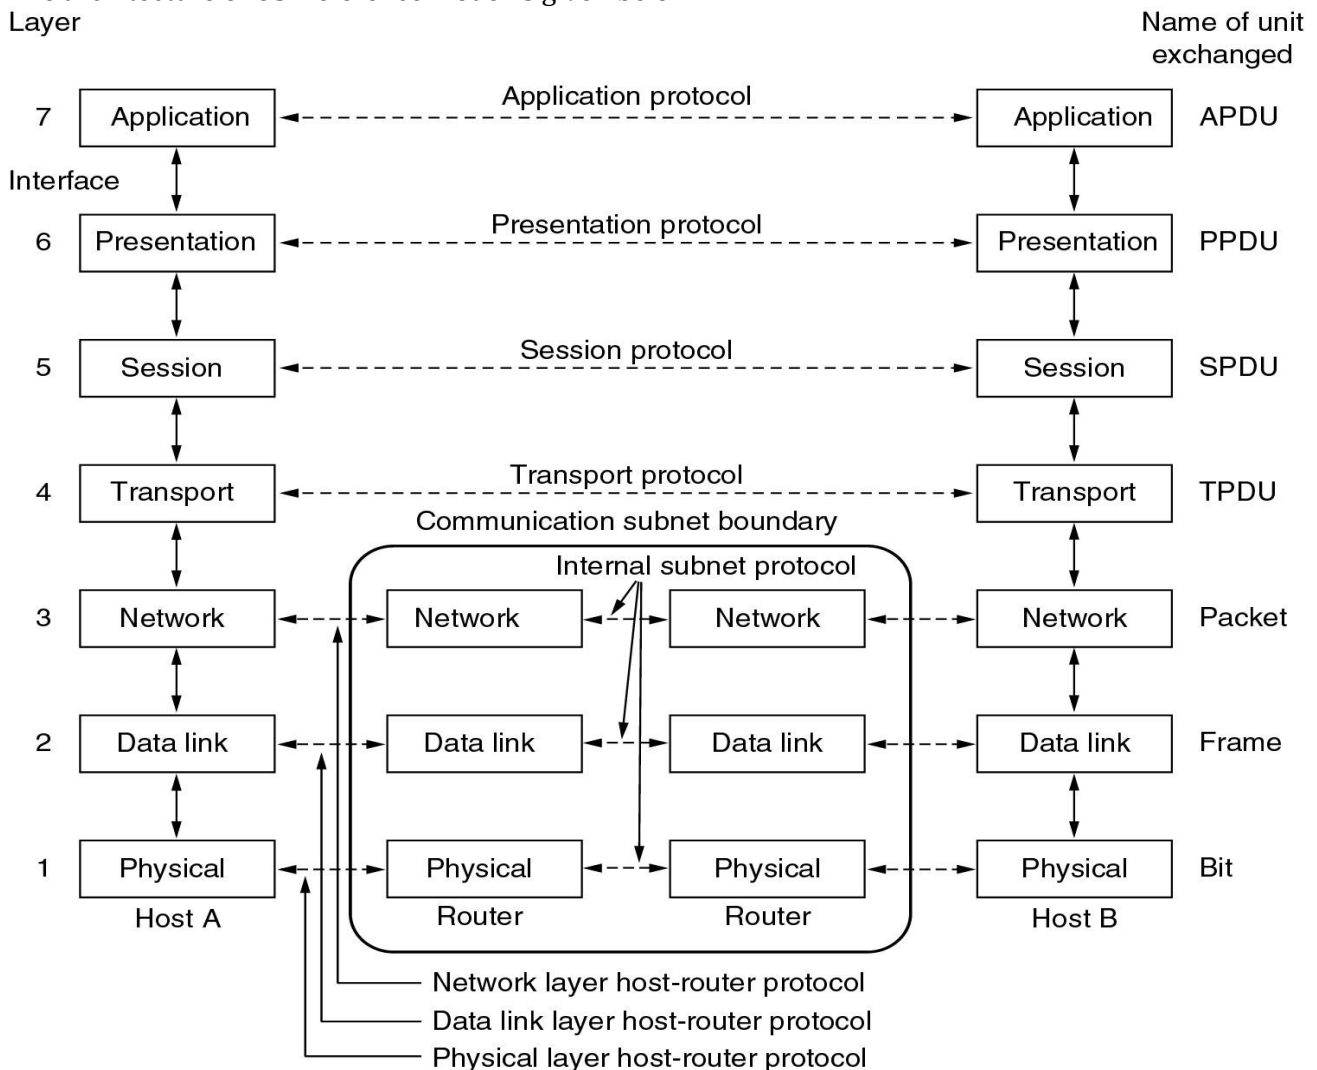 Layer
Name of unit
exchanged
7
Application
Application protocol
Application
APDU
Interface
6
Presentation
Presentation protocol
Presentation
PPDU
5
Session
Session protocol
Session
SPDU
4
Transport
Transport protocol
Transport
TPDU
Communication subnet boundary
Internal subnet protocol
3
Network
Network
Network
Network
Packet
2
Data link
Data link
Data link
Data link
Frame
1
Physical
Physical
Physical
Physical
Bit
Host A
Router
Router
Host B
Network layer host-router protocol
Data link layer host-router protocol
Physical layer host-router protocol